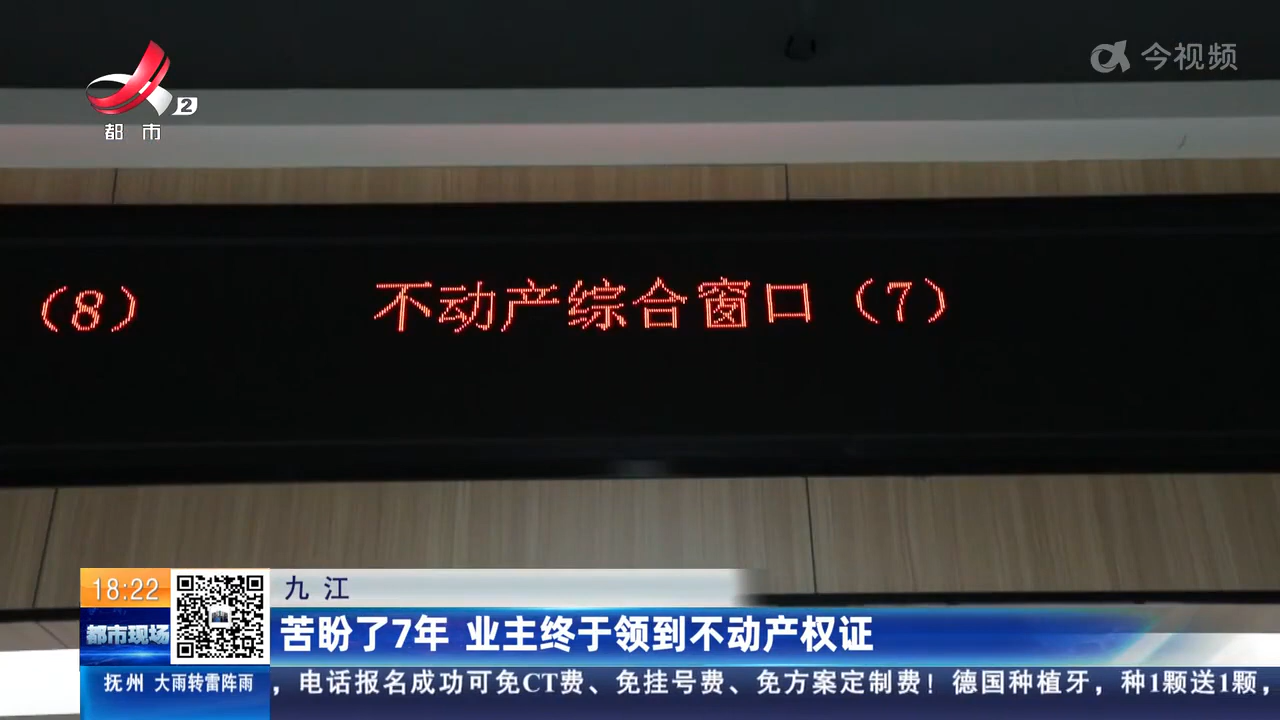 今视频
2
都市
(8) 不动产综合窗口 (7)
18:22
九江
都市现场
苦盼了7年 业主终于领到不动产权证
抚州 大雨转雷阵雨
，电话报名成功可免CT费、免挂号费、免方案定制费！德国种植牙，种1颗送1颗，